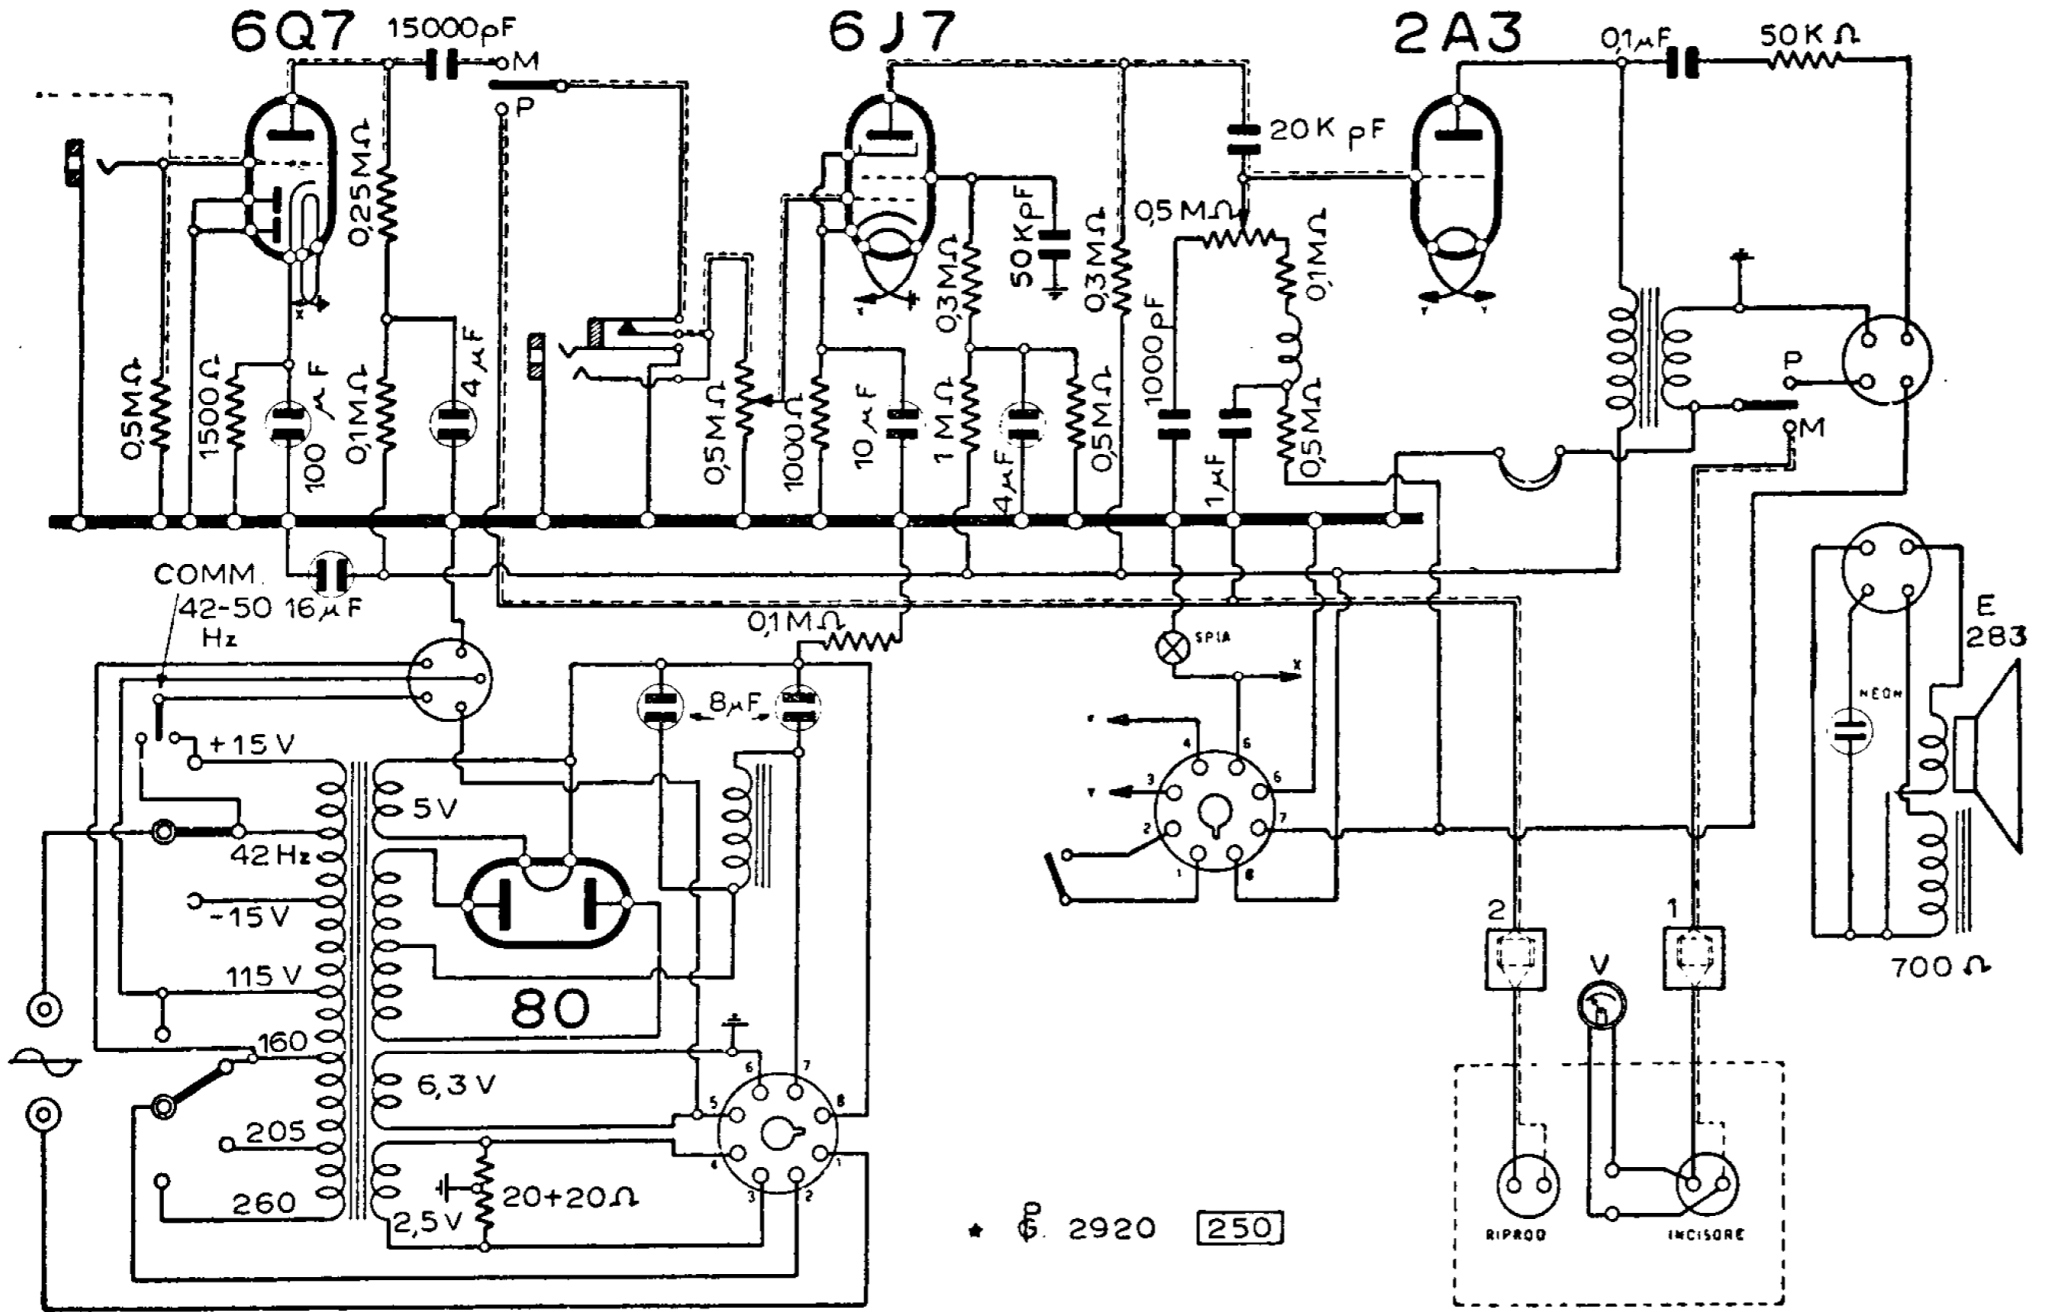 6Q7
15000pF
M
P
6J7
2A3
0,1μF
50KΩ
0,25MΩ
20K pF
0,5MΩ
50KpF
0,3MΩ
0,3MΩ
0,1MΩ
x
Y
Y
1000pF
P
M
0,5MΩ
1500Ω
100 μF
0,1MΩ
4μF
0,5MΩ
1000Ω
10μF
1MΩ
4μF
0,5MΩ
1μF
0,5MΩ
COMM.
42-50
Hz
16μF
0,1MΩ
SPIA
x
E
283
NEON
8μF
+15V
5V
42Hz
-15V
115V
80
160
6,3V
205
260
2,5V
20+20Ω
6
7
5
8
4
1
3
2
4
5
3
6
2
7
1
8
2
1
V
700Ω
RIPROD
INCISORE
★ G. 2920 250